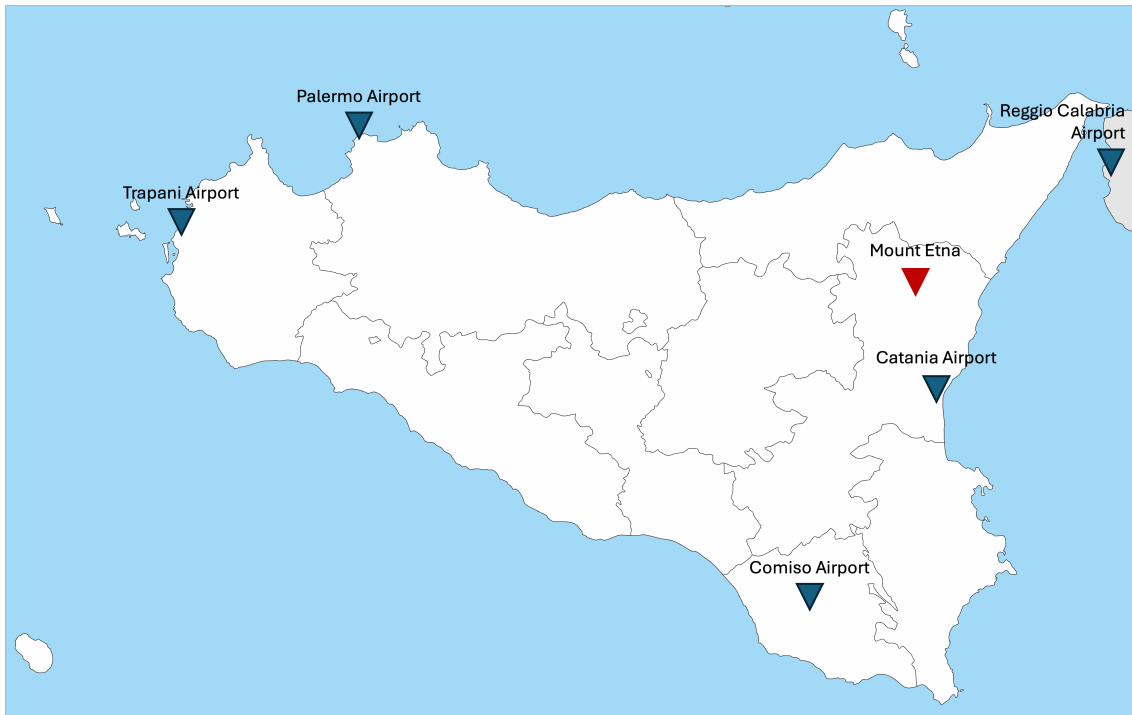 Palermo Airport
Reggio Calabria
Airport
Trapani Airport
Mount Etna
Catania Airport
Comiso Airport